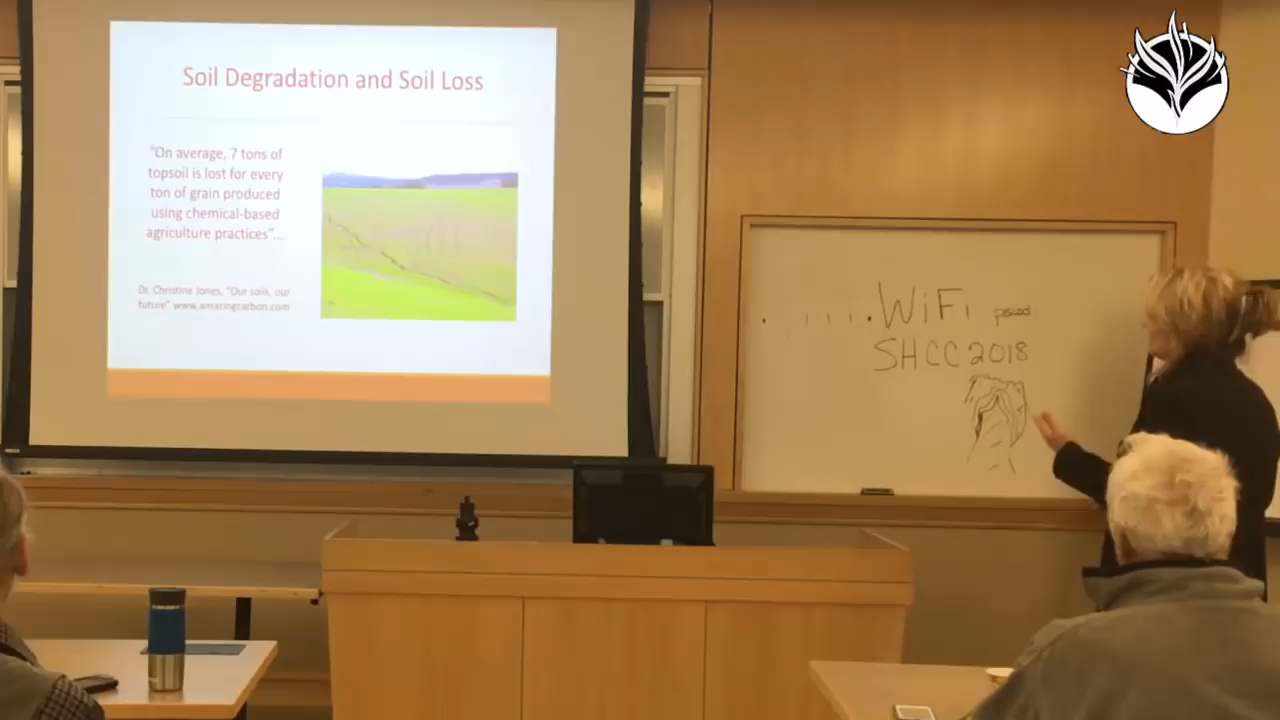 Soil Degradation and Soil Loss
"On average, 7 tons of
topsoil is lost for every
ton of grain produced
using chemical-based
agriculture practices"...
Dr. Christine Jones, "Our soils, our
future" www.amazingcarbon.com
WiFi
SHCC2018